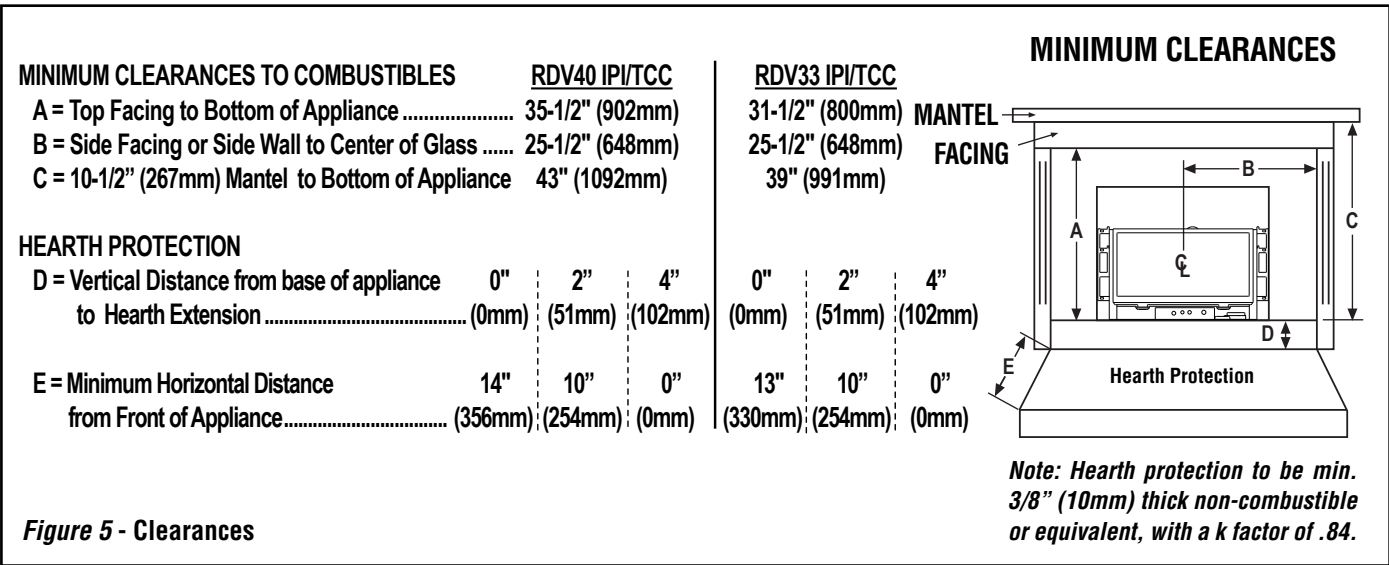 MINIMUM CLEARANCES
MINIMUM CLEARANCES TO COMBUSTIBLES RDV40 IPI/TCC RDV33 IPI/TCC
A = Top Facing to Bottom of Appliance ...................... 35-1/2" (902mm) 31-1/2" (800mm)
B = Side Facing or Side Wall to Center of Glass ...... 25-1/2" (648mm) 25-1/2" (648mm)
C = 10-1/2” (267mm) Mantel to Bottom of Appliance 43" (1092mm) 39" (991mm)
HEARTH PROTECTION
D = Vertical Distance from base of appliance 0" 2” 4” 0" 2” 4”
to Hearth Extension .......................................... (0mm) (51mm) (102mm) (0mm) (51mm) (102mm)
E = Minimum Horizontal Distance 14" 10” 0” 13" 10” 0”
from Front of Appliance.................................. (356mm) (254mm) (0mm) (330mm) (254mm) (0mm)
MANTEL
FACING
B
A
C
CL
D
E
Hearth Protection
Note: Hearth protection to be min.
3/8” (10mm) thick non-combustible
or equivalent, with a k factor of .84.
Figure 5 - Clearances